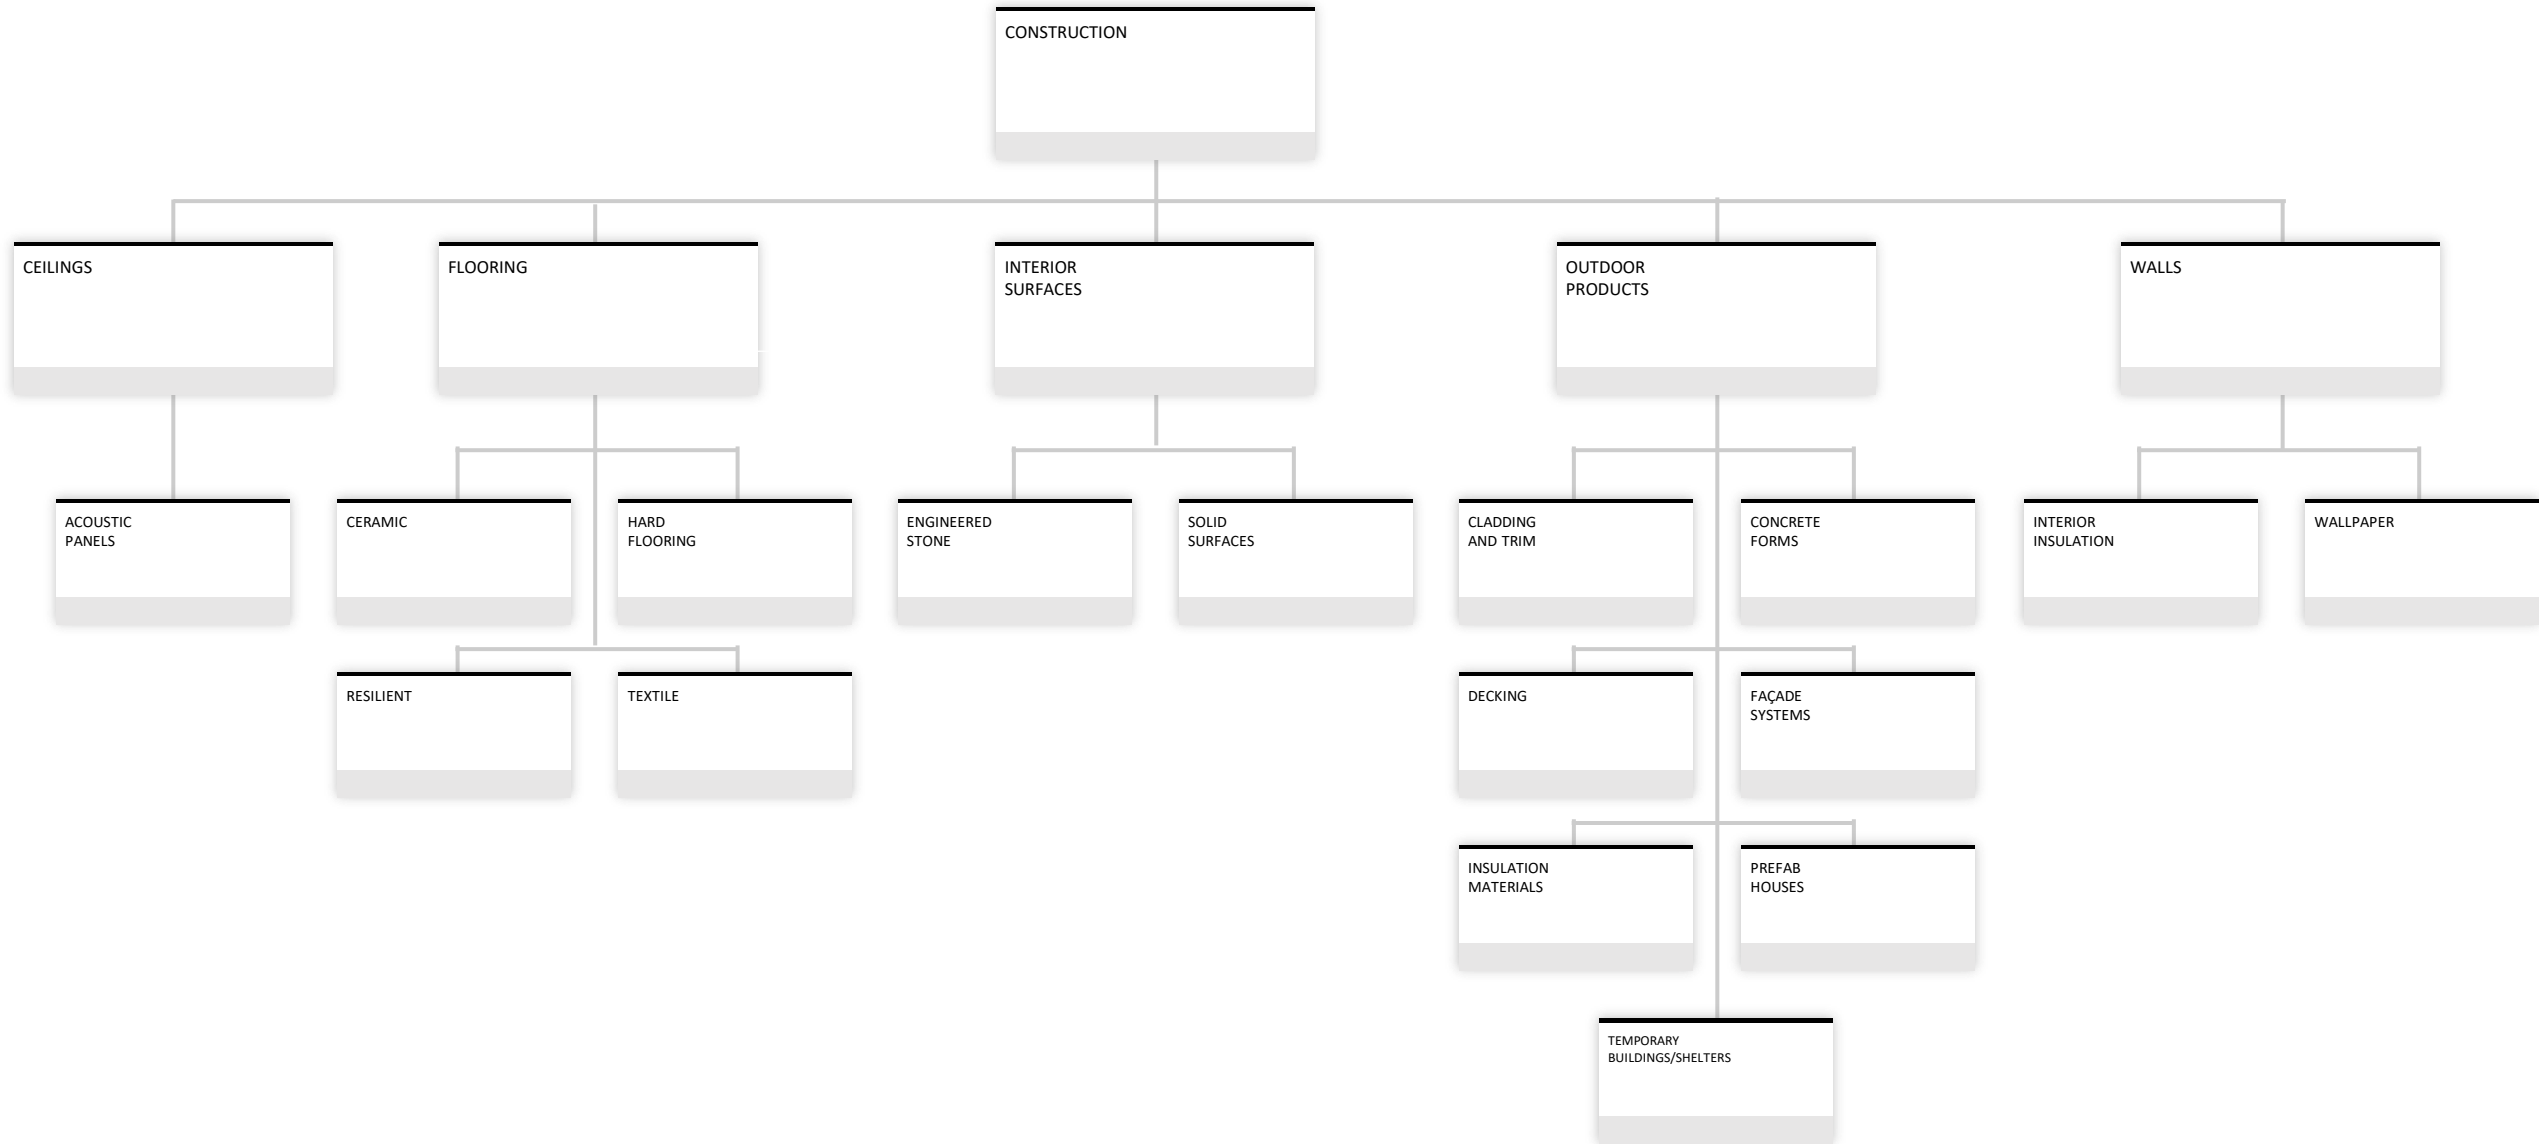 CONSTRUCTION
CEILINGS
FLOORING
INTERIOR
SURFACES
OUTDOOR
PRODUCTS
WALLS
ACOUSTIC
PANELS
CERAMIC
HARD
FLOORING
ENGINEERED
STONE
SOLID
SURFACES
CLADDING
AND TRIM
CONCRETE
FORMS
INTERIOR
INSULATION
WALLPAPER
RESILIENT
TEXTILE
DECKING
FAÇADE
SYSTEMS
INSULATION
MATERIALS
PREFAB
HOUSES
TEMPORARY
BUILDINGS/SHELTERS